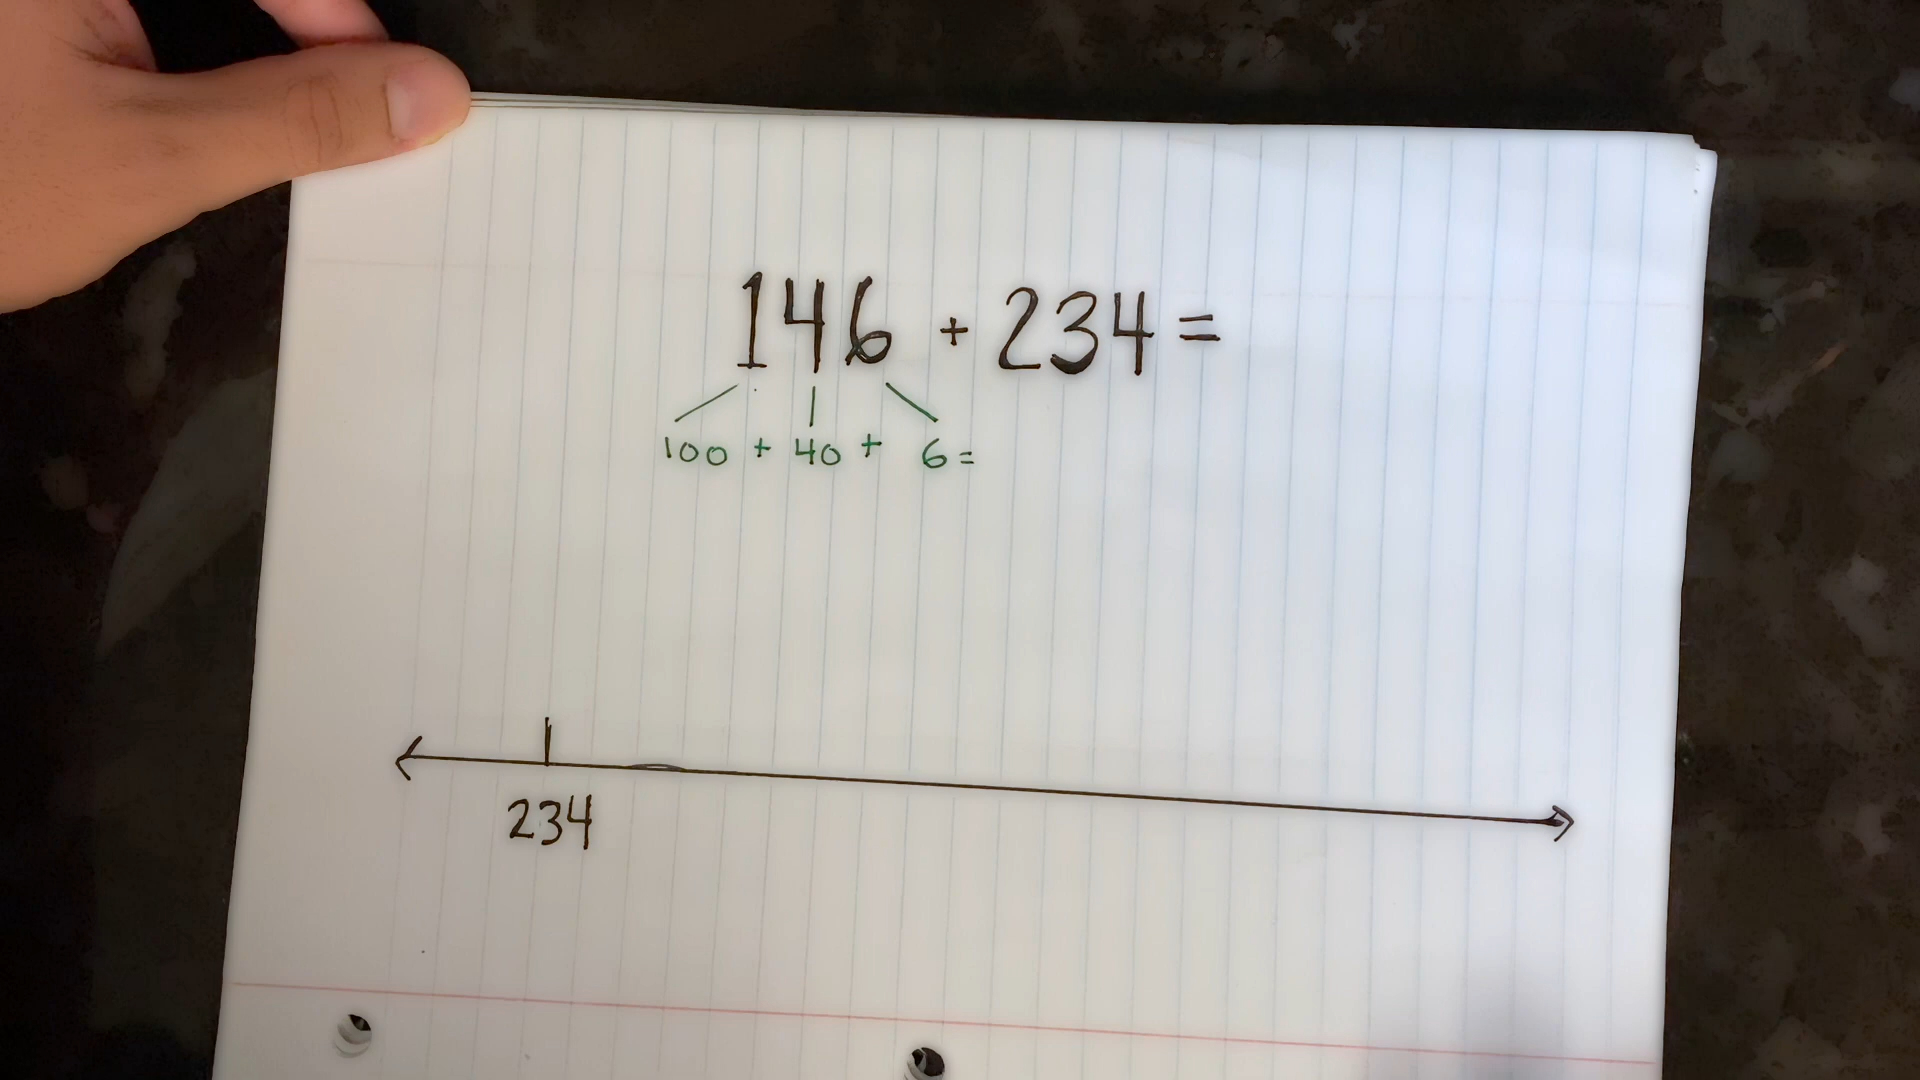 146 + 234 =
100 + 40 + 6 =
234